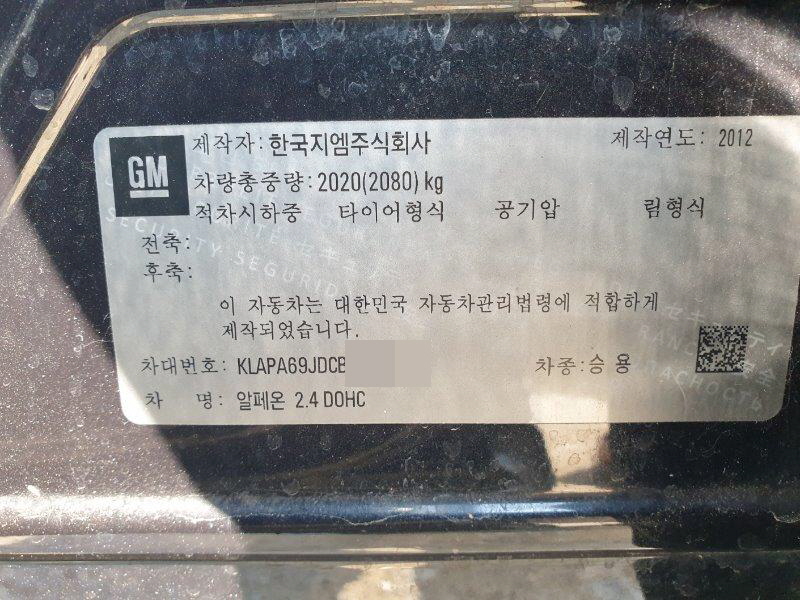 GM
제작자: 한국지엠주식회사 제작연도: 2012
차량총중량: 2020(2080) kg
적차시하중 타이어형식 공기압 림형식
전축:
후축:
이 자동차는 대한민국 자동차관리법령에 적합하게
제작되었습니다.
차대번호: KLAPA69JDCB 차종: 승용
차 명: 알페온 2.4 DOHC